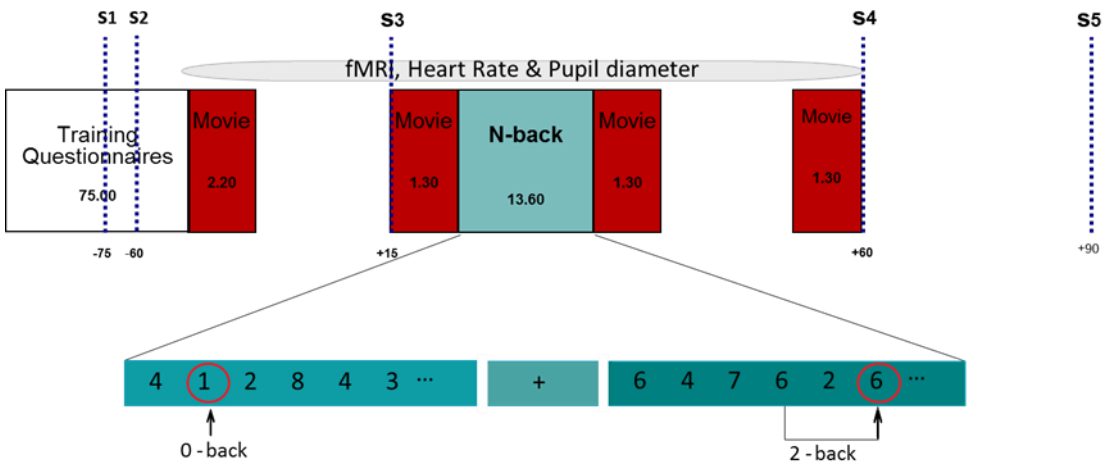 S1 S2 S3 S4 S5
fMRI, Heart Rate & Pupil diameter
Training
Questionnaires
75.00
Movie
2.20
Movie
1.30
N-back
13.60
Movie
1.30
Movie
1.30
-75 -60 +15 +60 +90
4 1 2 8 4 3 ...
+
6 4 7 6 2 6 ...
0 - back
2 - back